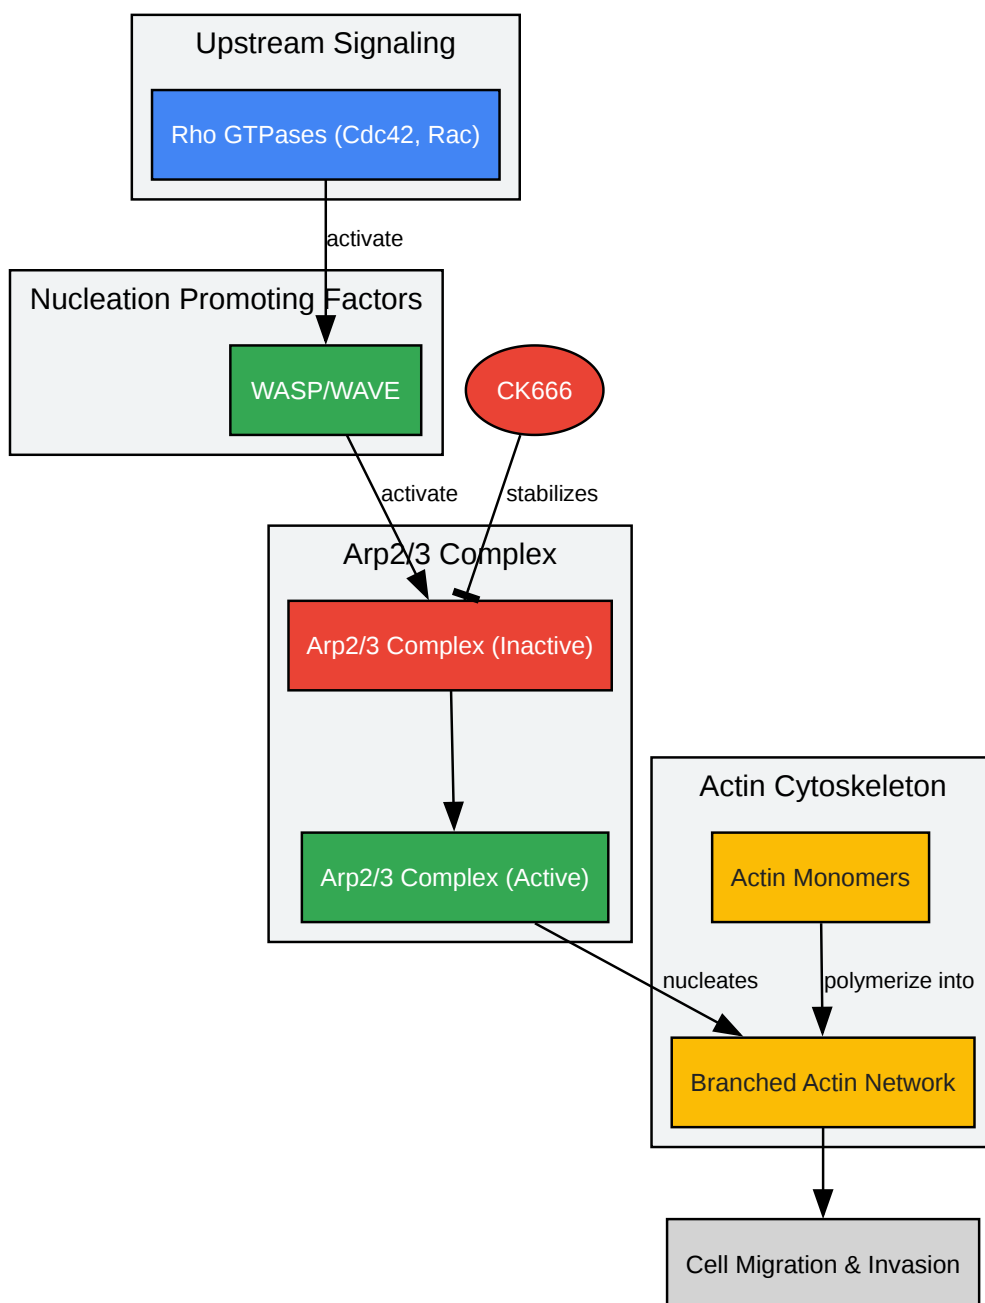 Upstream Signaling
Rho GTPases (Cdc42, Rac)
activate
Nucleation Promoting Factors
WASP/WAVE
CK666
activate
stabilizes
Arp2/3 Complex
Arp2/3 Complex (Inactive)
Actin Cytoskeleton
Arp2/3 Complex (Active)
Actin Monomers
nucleates
polymerize into
Branched Actin Network
Cell Migration & Invasion